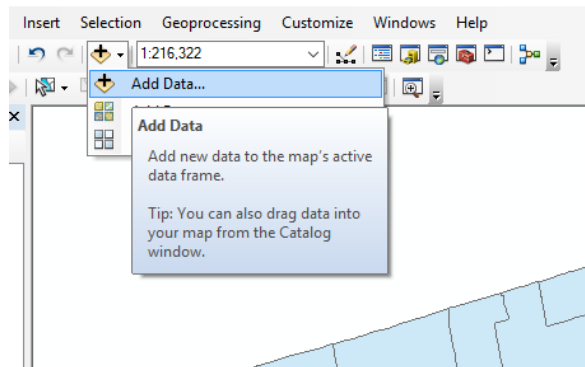 Insert Selection Geoprocessing Customize Windows Help
1:216,322
Add Data...
Add Data
Add new data to the map's active
data frame.
Tip: You can also drag data into
your map from the Catalog
window.